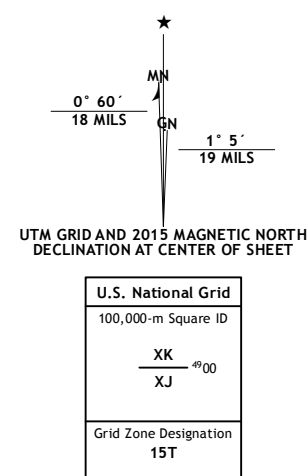 ★
MN
0° 60´
18 MILS
GN
1° 5´
19 MILS
UTM GRID AND 2015 MAGNETIC NORTH
DECLINATION AT CENTER OF SHEET
U.S. National Grid
100,000-m Square ID
XK
⁴⁹00
XJ
Grid Zone Designation
15T